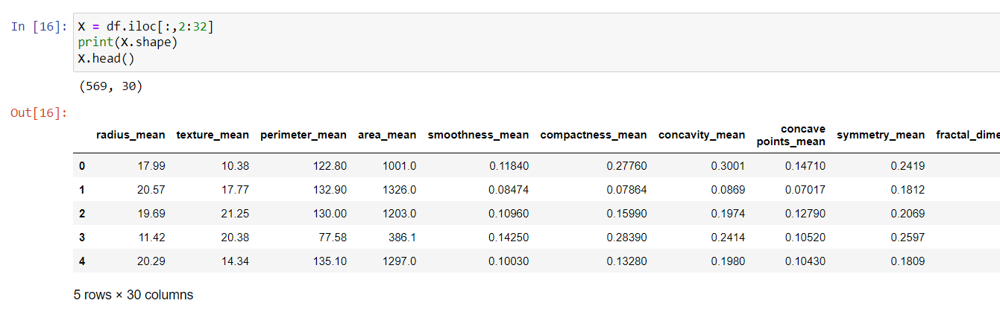 In [16]: X = df.iloc[:,2:32]
print(X.shape)
X.head()
(569, 30)
Out[16]:
radius_mean texture_mean perimeter_mean area_mean smoothness_mean compactness_mean concavity_mean concave points_mean symmetry_mean fractal_dime
0 17.99 10.38 122.80 1001.0 0.11840 0.27760 0.3001 0.14710 0.2419
1 20.57 17.77 132.90 1326.0 0.08474 0.07864 0.0869 0.07017 0.1812
2 19.69 21.25 130.00 1203.0 0.10960 0.15990 0.1974 0.12790 0.2069
3 11.42 20.38 77.58 386.1 0.14250 0.28390 0.2414 0.10520 0.2597
4 20.29 14.34 135.10 1297.0 0.10030 0.13280 0.1980 0.10430 0.1809
5 rows × 30 columns